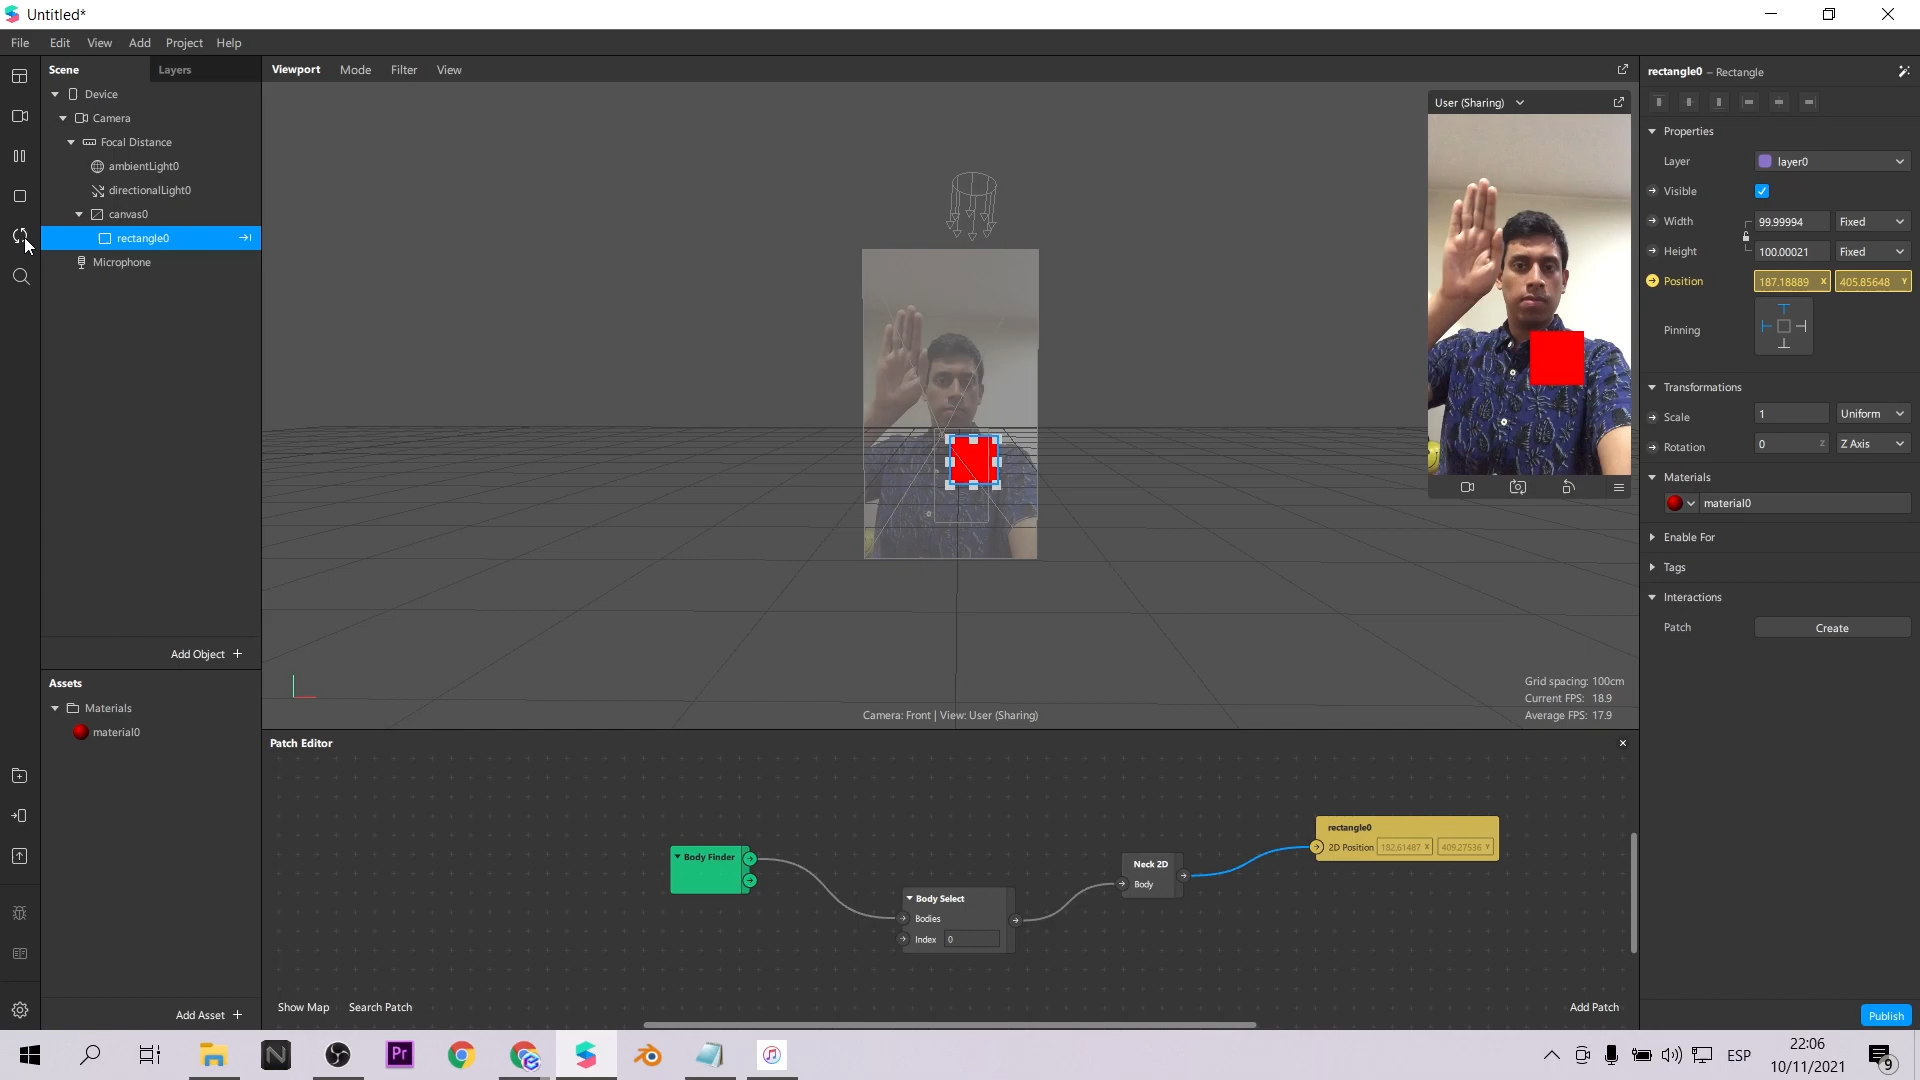 Untitled*
File Edit View Add Project Help
Scene Layers
Device
Camera
Focal Distance
ambientLight0
directionalLight0
canvas0
rectangle0
Microphone
Add Object +
Assets
Materials
material0
Add Asset +
Viewport Mode Filter View
User (Sharing)
Grid spacing: 100cm
Current FPS: 18.9
Average FPS: 17.9
Camera: Front | View: User (Sharing)
Patch Editor
Body Finder
Body Select
Bodies
Index 0
Neck 2D
Body
rectangle0
2D Position 182.61487 X 409.27536 Y
Show Map Search Patch
Add Patch
rectangle0 – Rectangle
Properties
Layer layer0
Visible
Width 99.99994 Fixed
Height 100.00021 Fixed
Position 187.18889 X 405.85648 Y
Pinning
Transformations
Scale 1 Uniform
Rotation 0 Z Z Axis
Materials
material0
Enable For
Tags
Interactions
Patch Create
Publish
N
Pr
ESP
22:06
10/11/2021
9